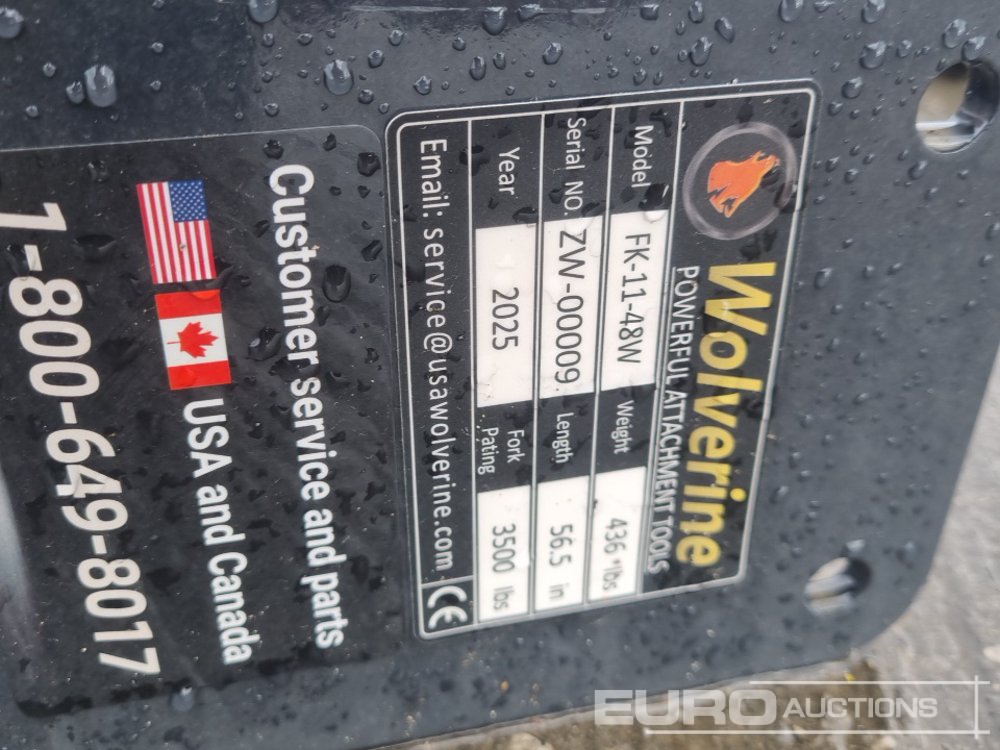 Wolverine
POWERFUL ATTACHMENT TOOLS
Model FK-11-48W Weight 436 lbs
Serial NO. ZW-00009 Length 56.5 in
Year 2025 Fork Pating 3500 lbs
Email: service@usawolverine.com CE
Customer service and parts
USA and Canada
1-800-649-8017
EURO AUCTIONS